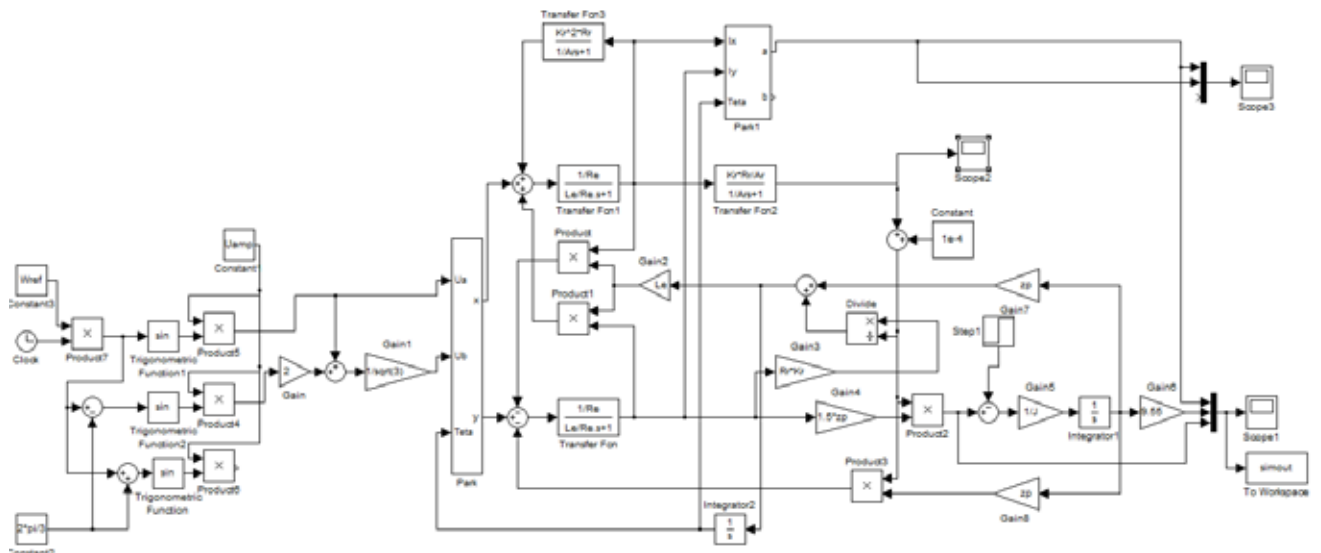 Transfer Fcn3
Kr^2*Rr
1/Ars+1
Ix
Iy
Teta
a
b
Park1
Scope3
1/Re
Le/Re.s+1
Transfer Fcn1
Kr*Rr/Ar
1/Ars+1
Transfer Fcn2
Scope2
Constant
1e-4
Uamp
Constant1
Wref
Constant3
Clock
Product7
sin
Trigonometric
Function1
Product5
sin
Trigonometric
Function2
Product4
sin
Trigonometric
Function
Product6
2*pi/3
2
Gain
Gain1
1/sqrt(3)
Ua
Ub
Teta
x
y
Park
Product
Product1
Gain2
Le
Divide
zp
Gain7
Step1
Gain3
Rr*Kr
Gain4
1.5*zp
Product2
1/Re
Le/Re.s+1
Transfer Fcn
Gain5
1/J
1
s
Integrator1
Gain6
9.55
Scope1
simout
To Workspace
Product3
zp
Gain8
Integrator2
1
s